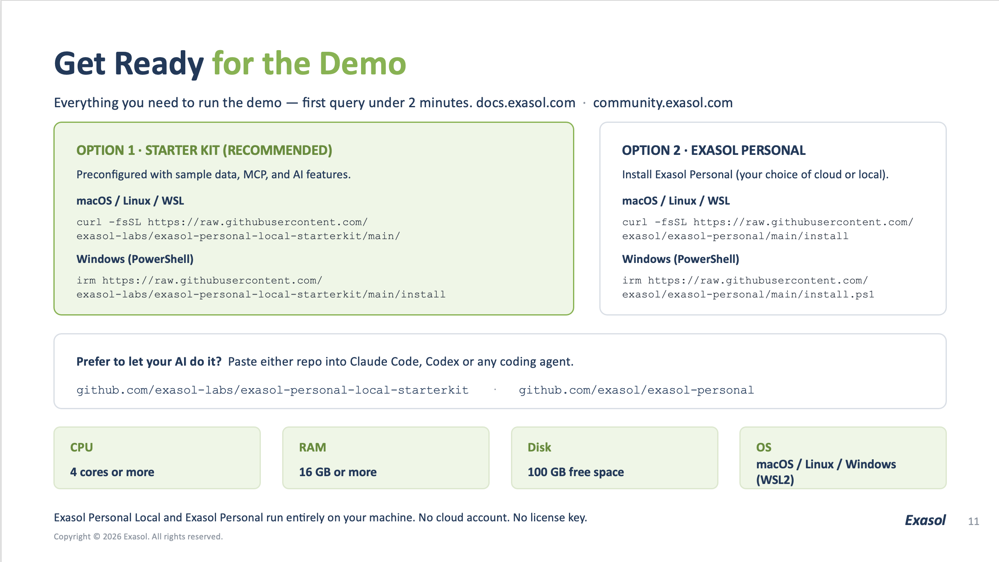 Get Ready for the Demo
Everything you need to run the demo — first query under 2 minutes. docs.exasol.com · community.exasol.com
OPTION 1 · STARTER KIT (RECOMMENDED)
Preconfigured with sample data, MCP, and AI features.
macOS / Linux / WSL
curl -fsSL https://raw.githubusercontent.com/
exasol-labs/exasol-personal-local-starterkit/main/
Windows (PowerShell)
irm https://raw.githubusercontent.com/
exasol-labs/exasol-personal-local-starterkit/main/install
OPTION 2 · EXASOL PERSONAL
Install Exasol Personal (your choice of cloud or local).
macOS / Linux / WSL
curl -fsSL https://raw.githubusercontent.com/
exasol/exasol-personal/main/install
Windows (PowerShell)
irm https://raw.githubusercontent.com/
exasol/exasol-personal/main/install.ps1
Prefer to let your AI do it? Paste either repo into Claude Code, Codex or any coding agent.
github.com/exasol-labs/exasol-personal-local-starterkit · github.com/exasol/exasol-personal
CPU
4 cores or more
RAM
16 GB or more
Disk
100 GB free space
OS
macOS / Linux / Windows
(WSL2)
Exasol Personal Local and Exasol Personal run entirely on your machine. No cloud account. No license key.
Exasol 11
Copyright © 2026 Exasol. All rights reserved.